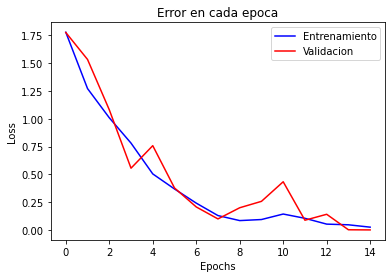 Error en cada epoca
Entrenamiento
Validacion
Loss
1.75
1.50
1.25
1.00
0.75
0.50
0.25
0.00
0 2 4 6 8 10 12 14
Epochs